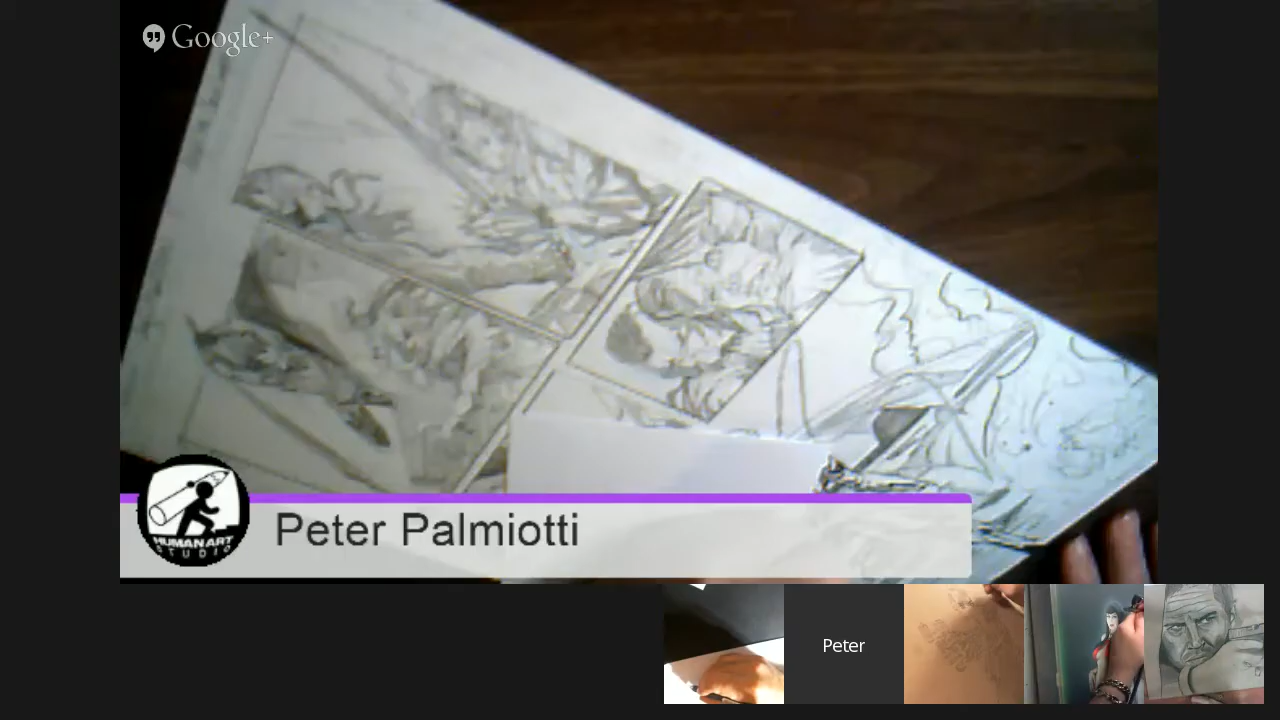 Google+
Peter Palmiotti
HUMAN ART
STUDIO
Peter